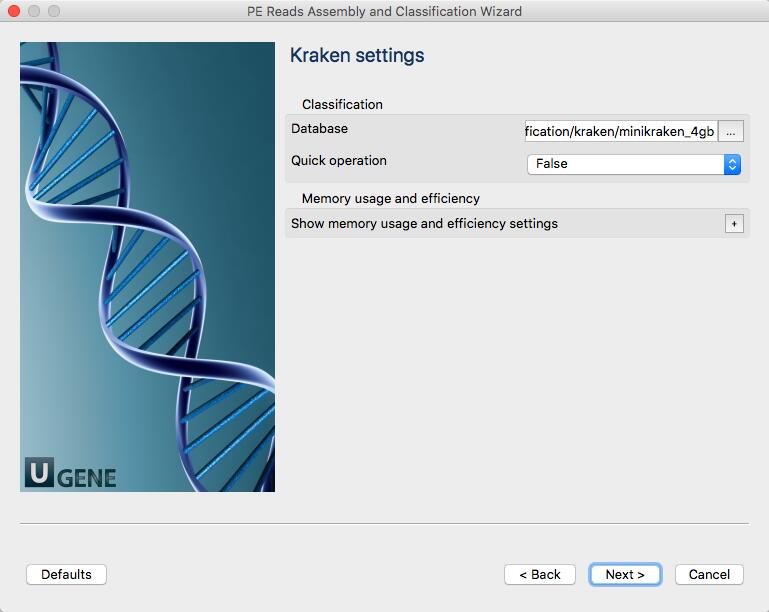 PE Reads Assembly and Classification Wizard
Kraken settings
Classification
Database
fication/kraken/minikraken_4gb ...
Quick operation
False
Memory usage and efficiency
Show memory usage and efficiency settings +
U GENE
Defaults
< Back
Next >
Cancel